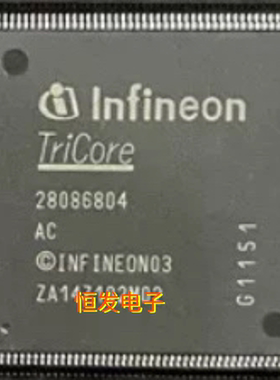 Infineon
TriCore
28086804
AC
©INFINEON03
G1151
恒发电子